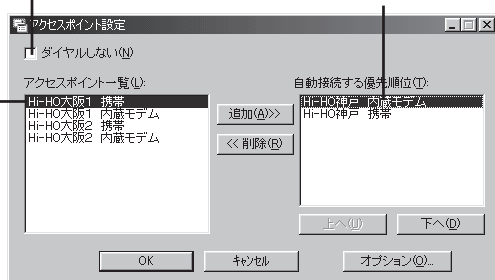 アクセスポイント設定
ダイヤルしない(N)
アクセスポイント一覧(L):
Hi-HO大阪1 携帯
Hi-HO大阪1 内蔵モデム
Hi-HO大阪2 携帯
Hi-HO大阪2 内蔵モデム
追加(A)>>
<< 削除(R)
自動接続する優先順位(T):
Hi-HO神戸 内蔵モデム
Hi-HO神戸 携帯
上へ(U)
下へ(D)
OK
キャンセル
オプション(O)...